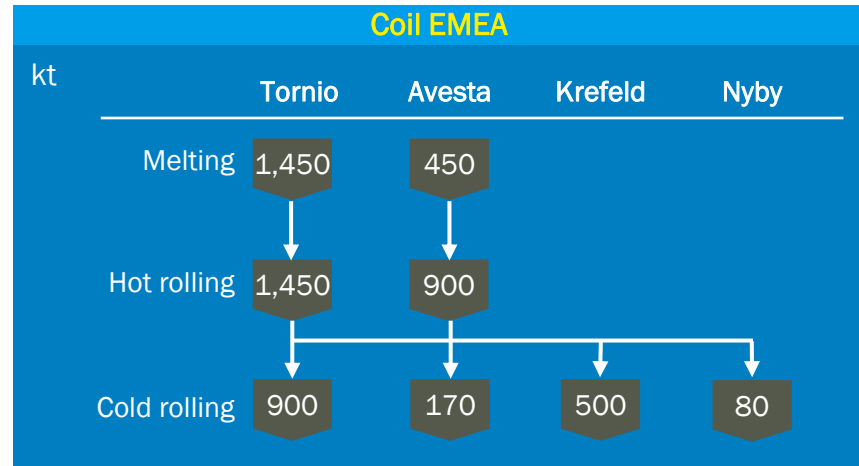 Coil EMEA
kt
Tornio Avesta Krefeld Nyby
Melting 1,450 450
Hot rolling 1,450 900
Cold rolling 900 170 500 80